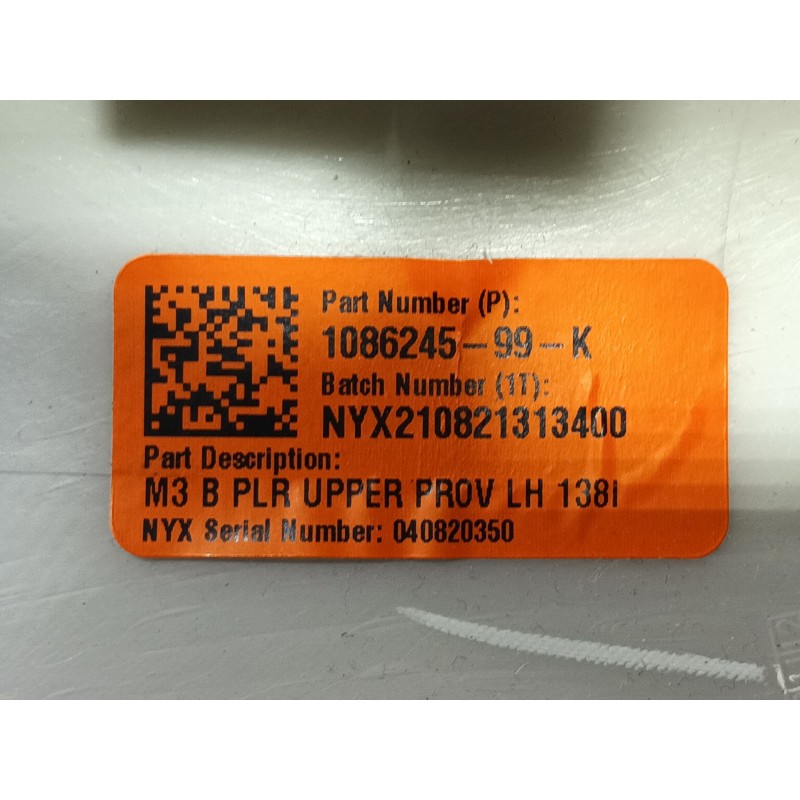 Part Number (P):
1086245-99-K
Batch Number (1T):
NYX210821313400
Part Description:
M3 B PLR UPPER PROV LH 138I
NYX Serial Number: 040820350